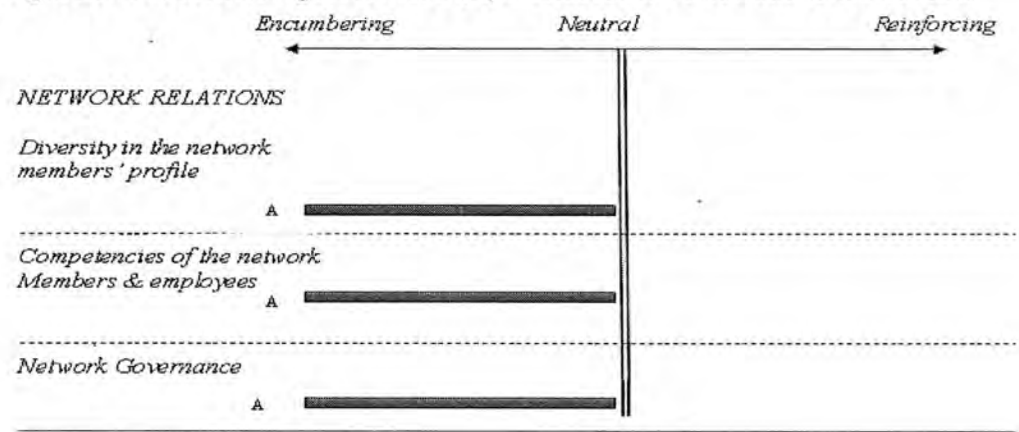 Encumbering Neutral Reinforcing
NETWORK RELATIONS
Diversity in the network
members' profile
A
Competencies of the network
Members & employees
A
Network Governance
A